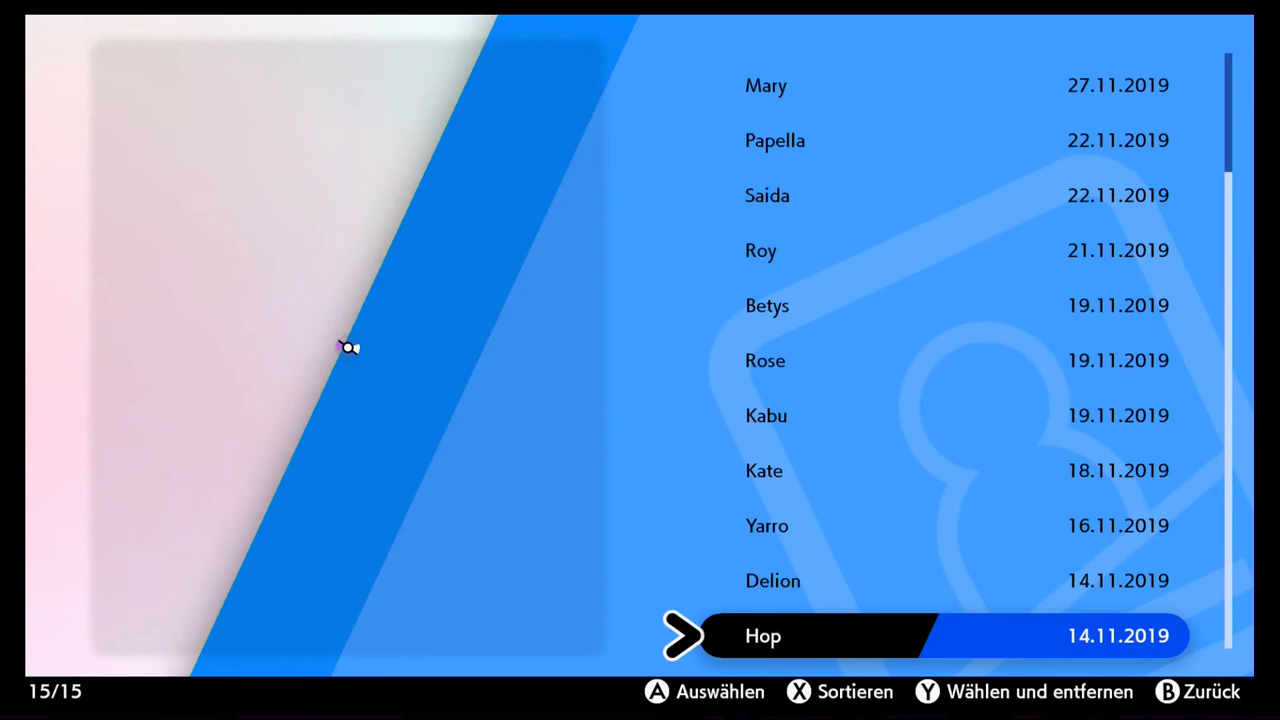 Mary 27.11.2019
Papella 22.11.2019
Saida 22.11.2019
Roy 21.11.2019
Betys 19.11.2019
Rose 19.11.2019
Kabu 19.11.2019
Kate 18.11.2019
Yarro 16.11.2019
Delion 14.11.2019
Hop 14.11.2019
15/15 A Auswählen X Sortieren Y Wählen und entfernen B Zurück